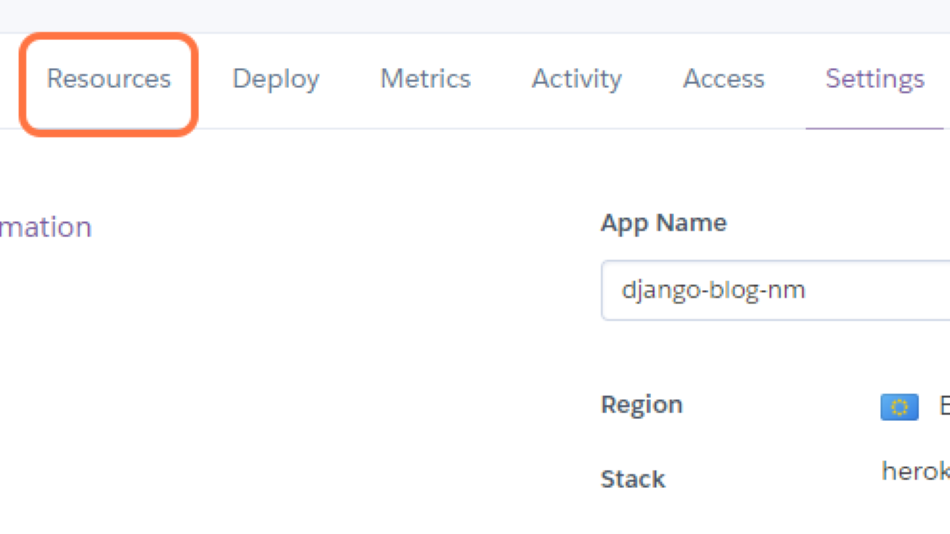 Resources Deploy Metrics Activity Access Settings
mation
App Name
django-blog-nm
Region E
Stack herok